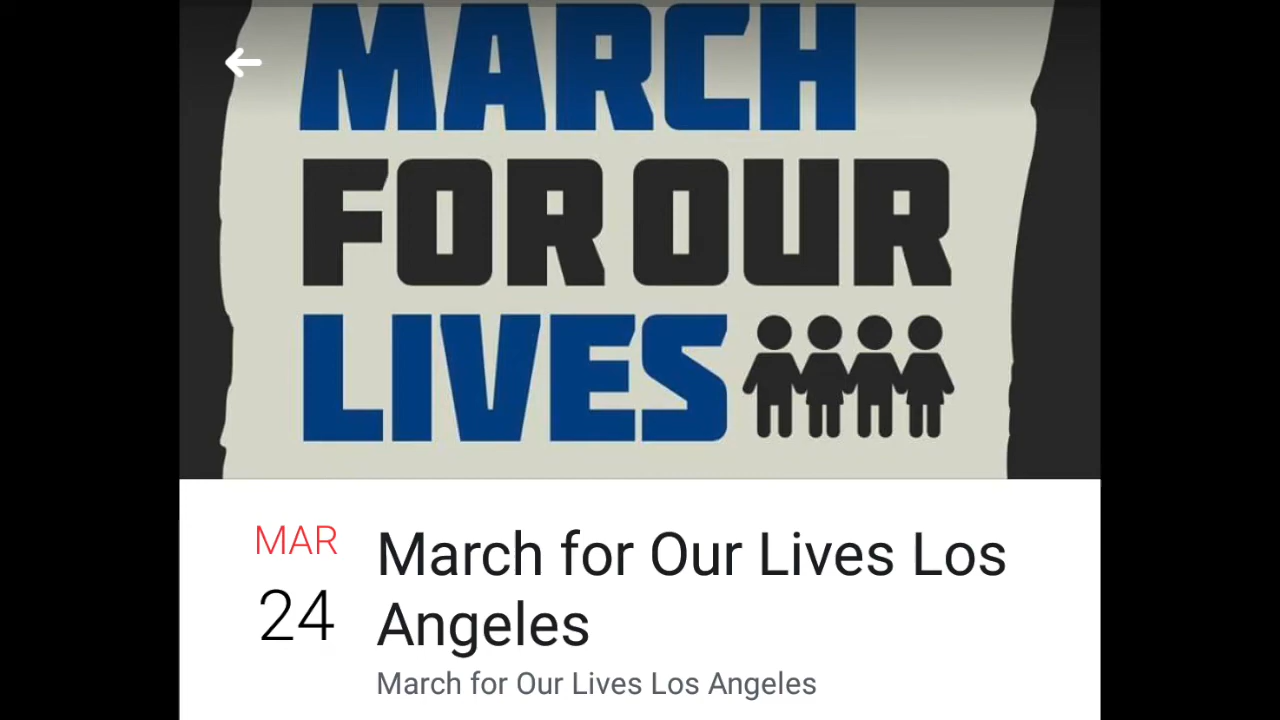 MARCH
FOR OUR
LIVES
MAR
24
March for Our Lives Los
Angeles
March for Our Lives Los Angeles